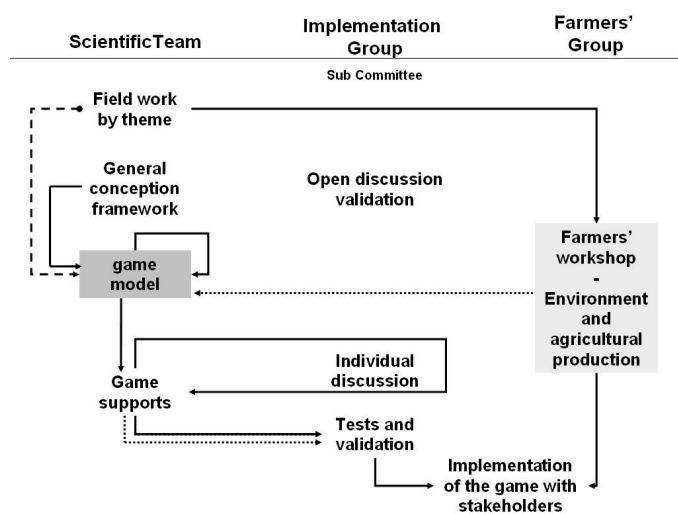 ScientificTeam
Implementation
Group
Farmers'
Group
Sub Committee
Field work
by theme
General
conception
framework
Open discussion
validation
game
model
Farmers'
workshop
-
Environment
and
agricultural
production
Game
supports
Individual
discussion
Tests and
validation
Implementation
of the game with
stakeholders